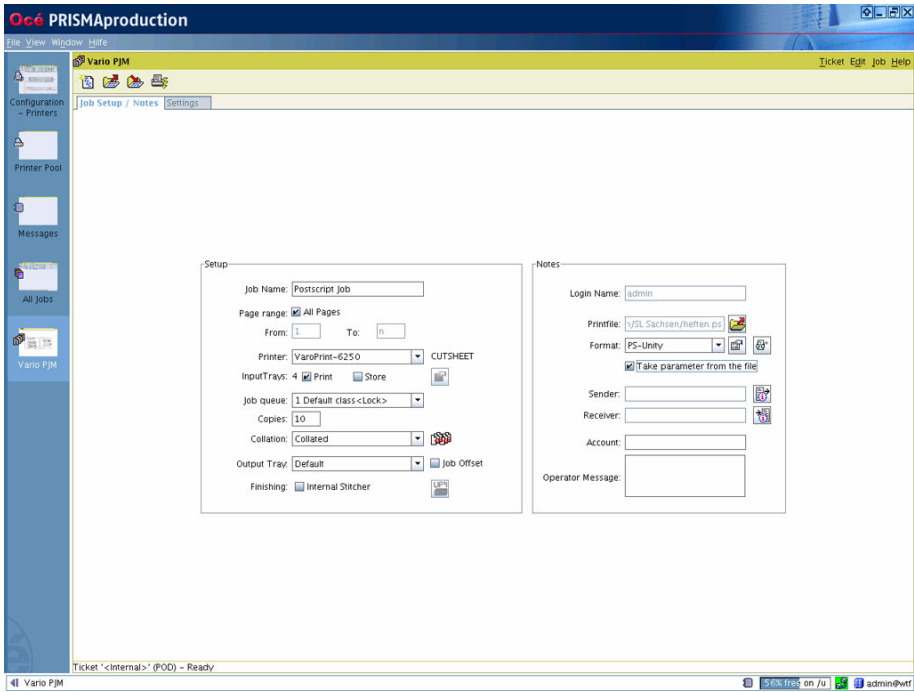 Océ PRISMAproduction
File View Window Hilfe
Vario PJM
Ticket Edit Job Help
Configuration
– Printers
Job Setup / Notes Settings
Printer Pool
Messages
All Jobs
Vario PJM
Setup
Job Name: Postscript Job
Page range: All Pages
From: 1 To: n
Printer: VaroPrint-6250 CUTSHEET
InputTrays: 4 Print Store
Job queue: 1 Default class<Lock>
Copies: 10
Collation: Collated
Output Tray: Default Job Offset
Finishing: Internal Stitcher
UP↑
Notes
Login Name: admin
Printfile: /SL Sachsen/heften.ps
Format: PS-Unity
Take parameter from the file
Sender:
Receiver:
Account:
Operator Message:
Ticket '<Internal>' (POD) – Ready
Vario PJM
56% free on /u
admin@wtf